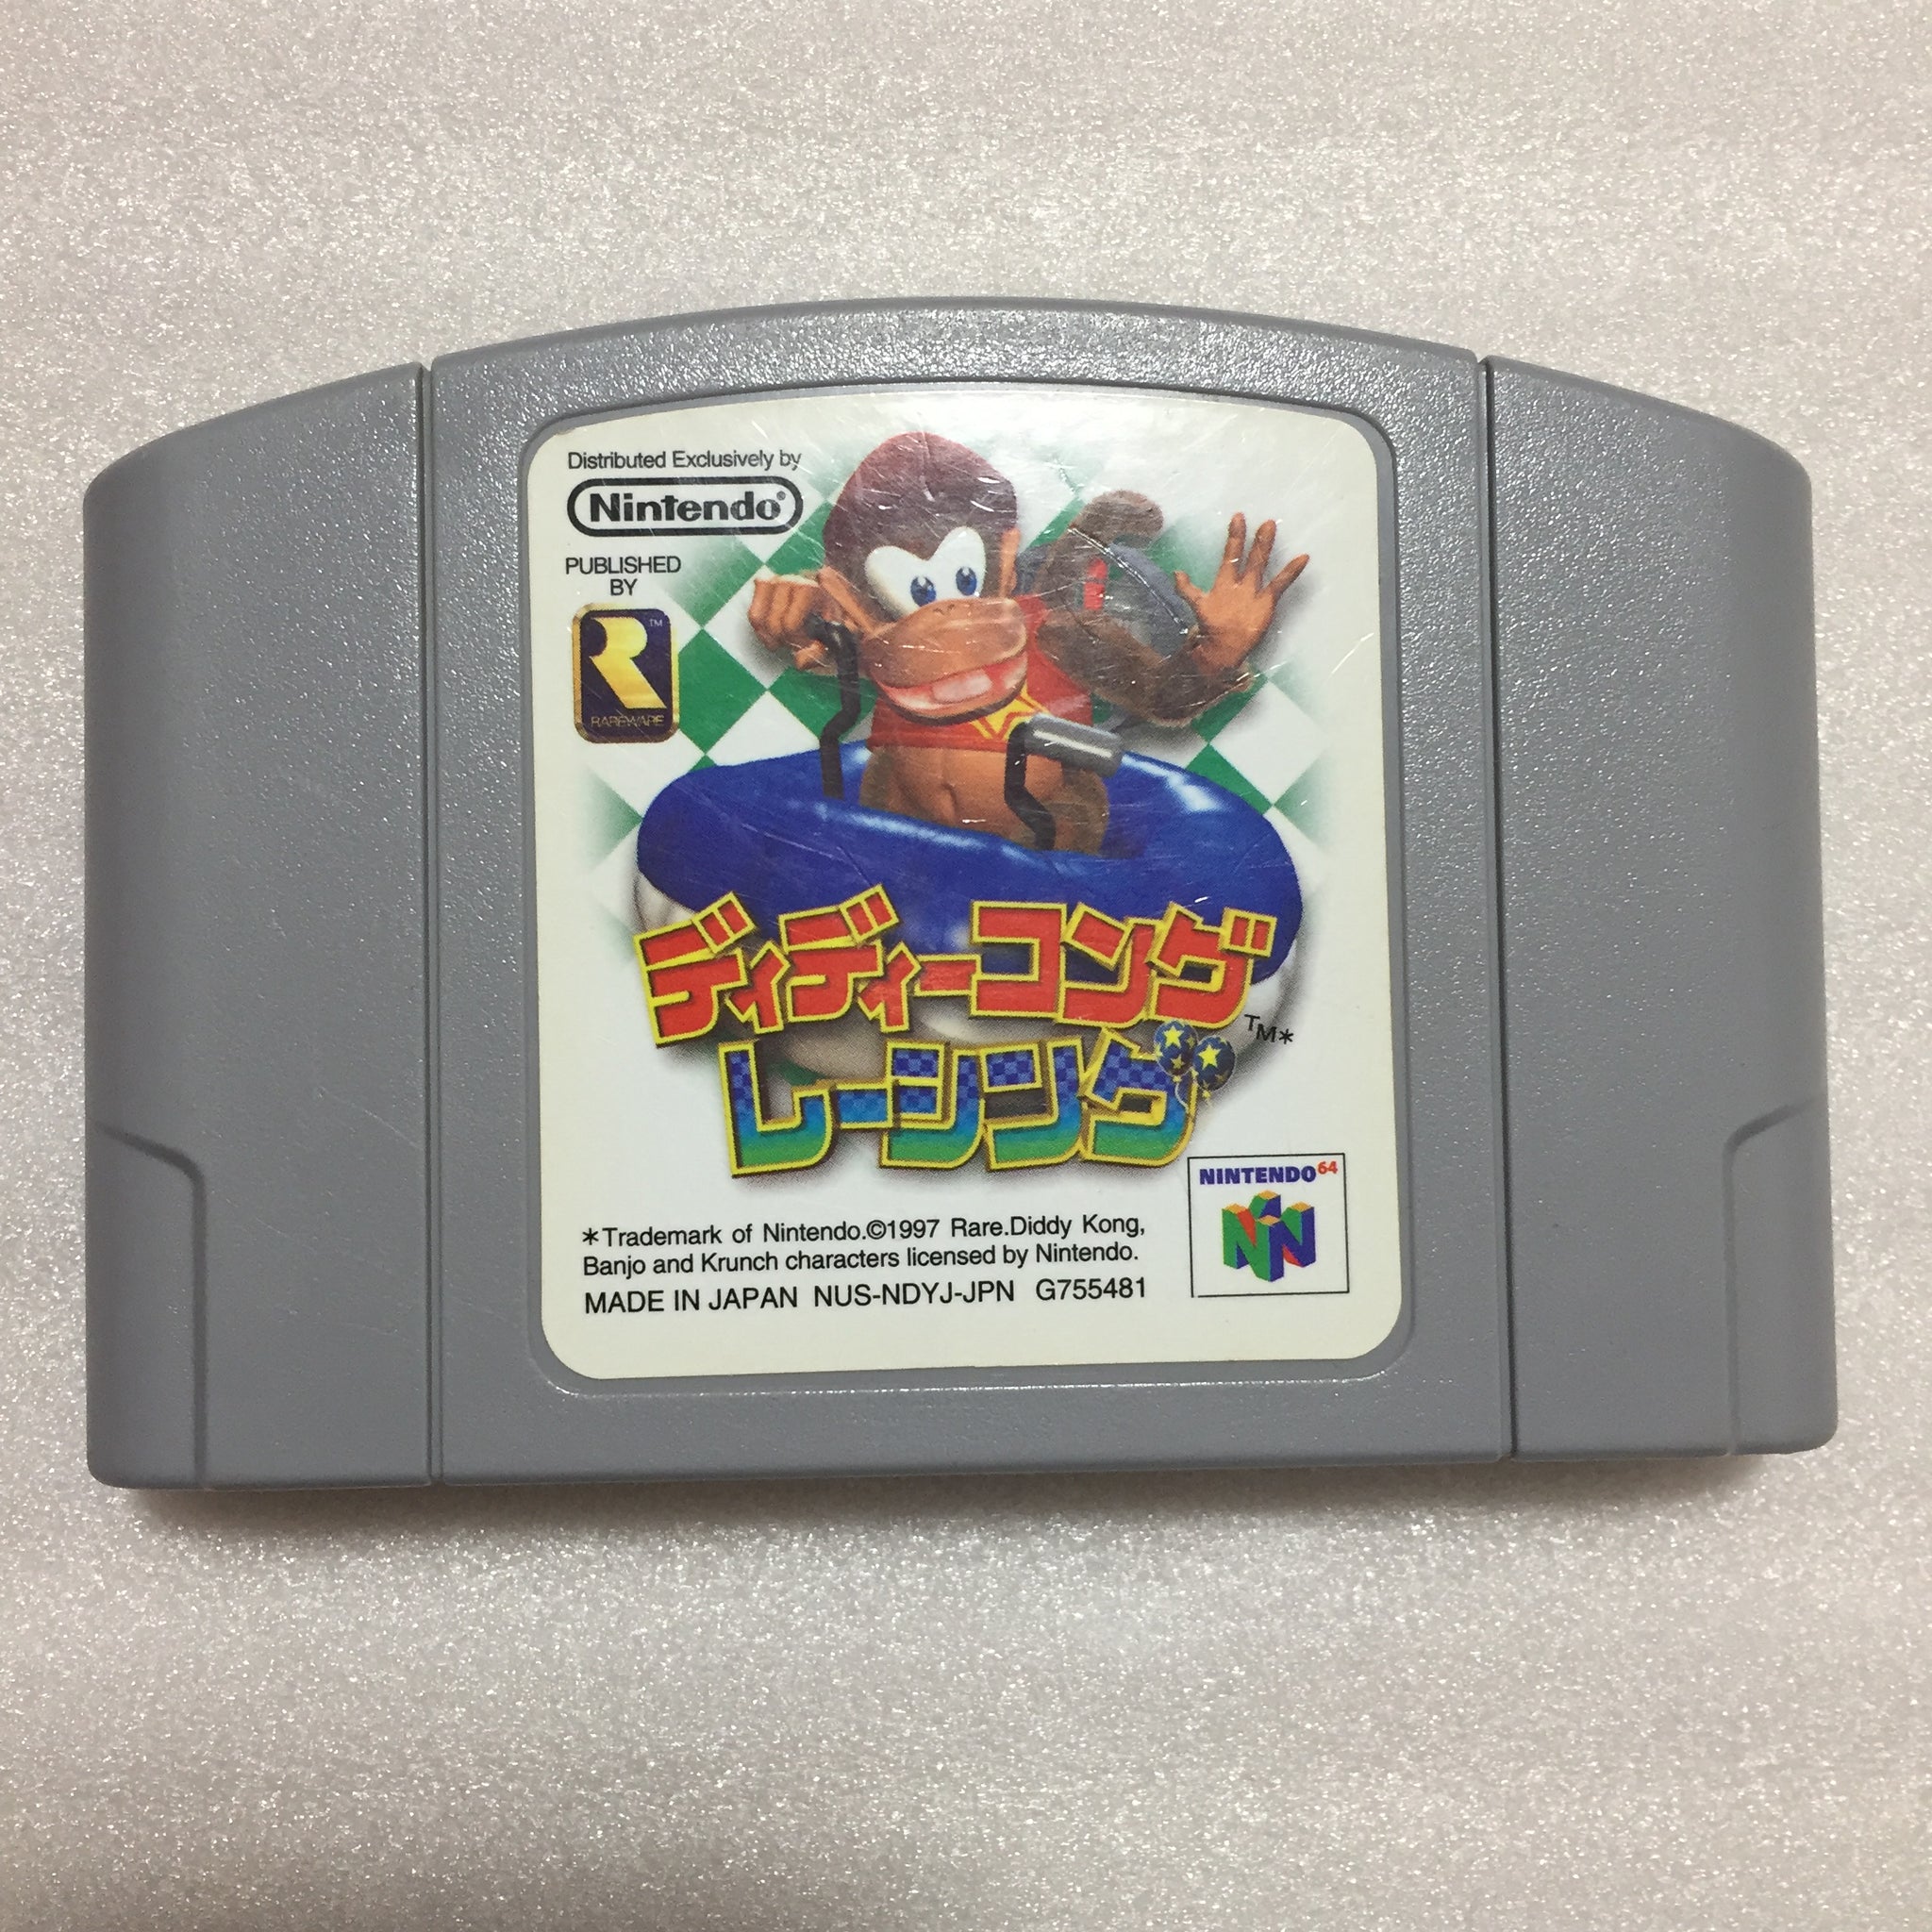 Distributed Exclusively by
Nintendo®
PUBLISHED
BY
TM
RAREWARE
ディディーコング
TM*
レーシング
NINTENDO64
*Trademark of Nintendo.©1997 Rare.Diddy Kong,
Banjo and Krunch characters licensed by Nintendo.
MADE IN JAPAN NUS-NDYJ-JPN G755481